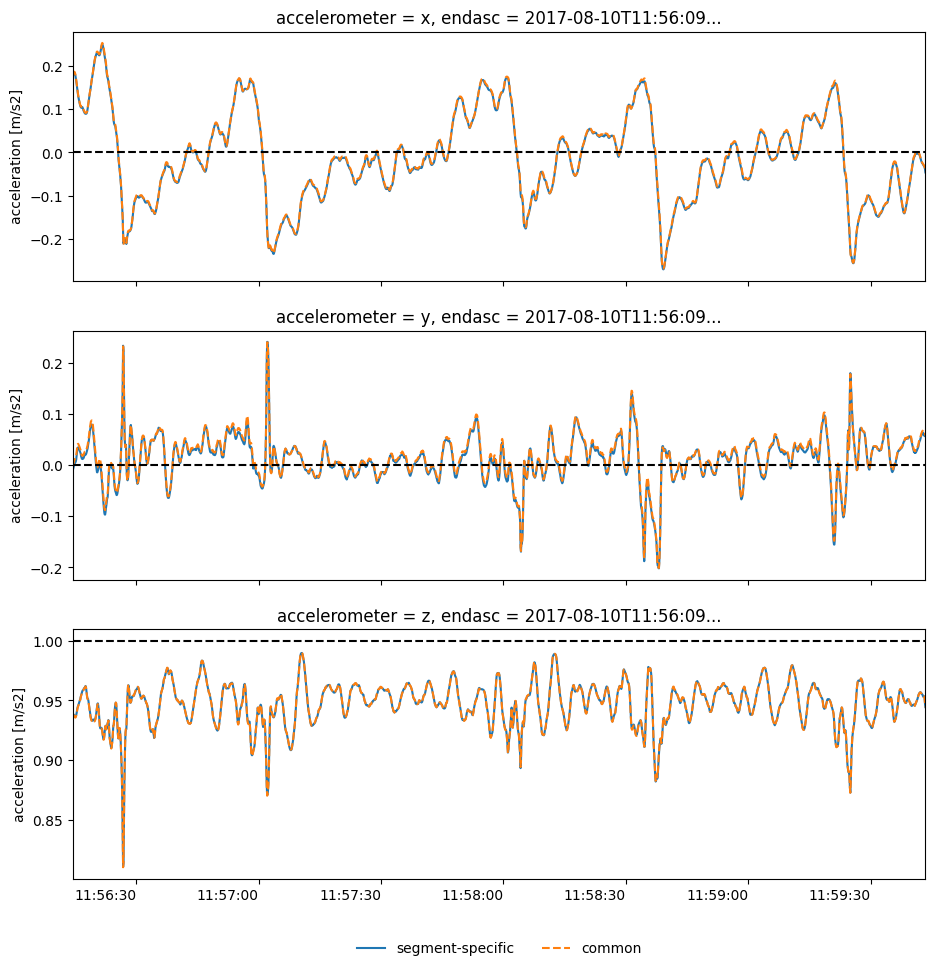 accelerometer = x, endasc = 2017-08-10T11:56:09...
acceleration [m/s2]
0.2
0.1
0.0
−0.1
−0.2
accelerometer = y, endasc = 2017-08-10T11:56:09...
acceleration [m/s2]
0.2
0.1
0.0
−0.1
−0.2
accelerometer = z, endasc = 2017-08-10T11:56:09...
acceleration [m/s2]
1.00
0.95
0.90
0.85
11:56:30 11:57:00 11:57:30 11:58:00 11:58:30 11:59:00 11:59:30
segment-specific common